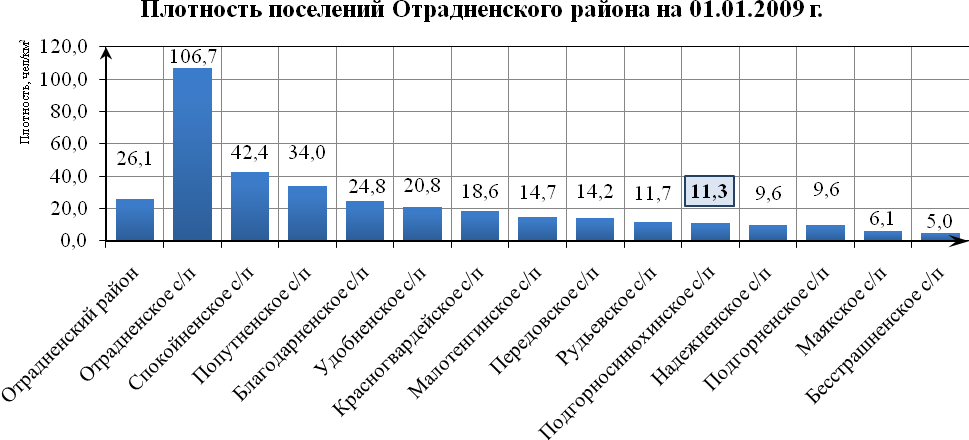 Плотность поселений Отрадненского района на 01.01.2009 г.
Плотность, чел/км²
120,0
100,0
80,0
60,0
40,0
20,0
0,0
26,1
106,7
42,4
34,0
24,8
20,8
18,6
14,7
14,2
11,7
11,3
9,6
9,6
6,1
5,0
Отрадненский район
Отрадненское с/п
Спокойненское с/п
Попутненское с/п
Благодарненское с/п
Удобненское с/п
Красногвардейское с/п
Малотенгинское с/п
Передовское с/п
Рудьевское с/п
Подгорносинюхинское с/п
Надежненское с/п
Подгорненское с/п
Маякское с/п
Бесстрашненское с/п